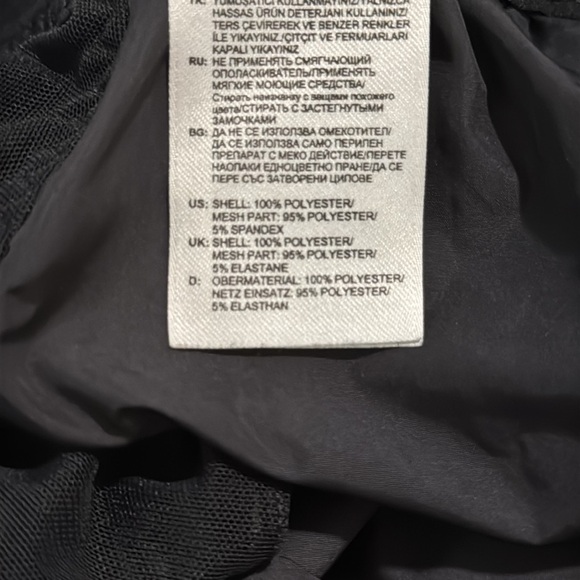 TR: YUMUŞATICI KULLANMAYINIZ/YALNIZCA
HASSAS ÜRÜN DETERJANI KULLANINIZ/
TERS ÇEVİREREK VE BENZER RENKLER
İLE YIKAYINIZ/ÇITÇIT VE FERMUARLARI
KAPALI YIKAYINIZ
RU: НЕ ПРИМЕНЯТЬ СМЯГЧАЮЩИЙ
ОПОЛАСКИВАТЕЛЬ/ПРИМЕНЯТЬ
МЯГКИЕ МОЮЩИЕ СРЕДСТВА/
Стирать наизнанку с вещами похожего
цвета/СТИРАТЬ С ЗАСТЕГНУТЫМИ
ЗАМОЧКАМИ
BG: ДА НЕ СЕ ИЗПОЛЗВА ОМЕКОТИТЕЛ/
ДА СЕ ИЗПОЛЗВА САМО ПЕРИЛЕН
ПРЕПАРАТ С МЕКО ДЕЙСТВИЕ/ПЕРЕТЕ
НАОПАКИ ЕДНОЦВЕТНО ПРАНЕ/ДА СЕ
ПЕРЕ СЪС ЗАТВОРЕНИ ЦИПОВЕ
US: SHELL: 100% POLYESTER/
MESH PART: 95% POLYESTER/
5% SPANDEX
UK: SHELL: 100% POLYESTER/
MESH PART: 95% POLYESTER/
5% ELASTANE
D: OBERMATERIAL: 100% POLYESTER/
NETZ EINSATZ: 95% POLYESTER/
5% ELASTHAN